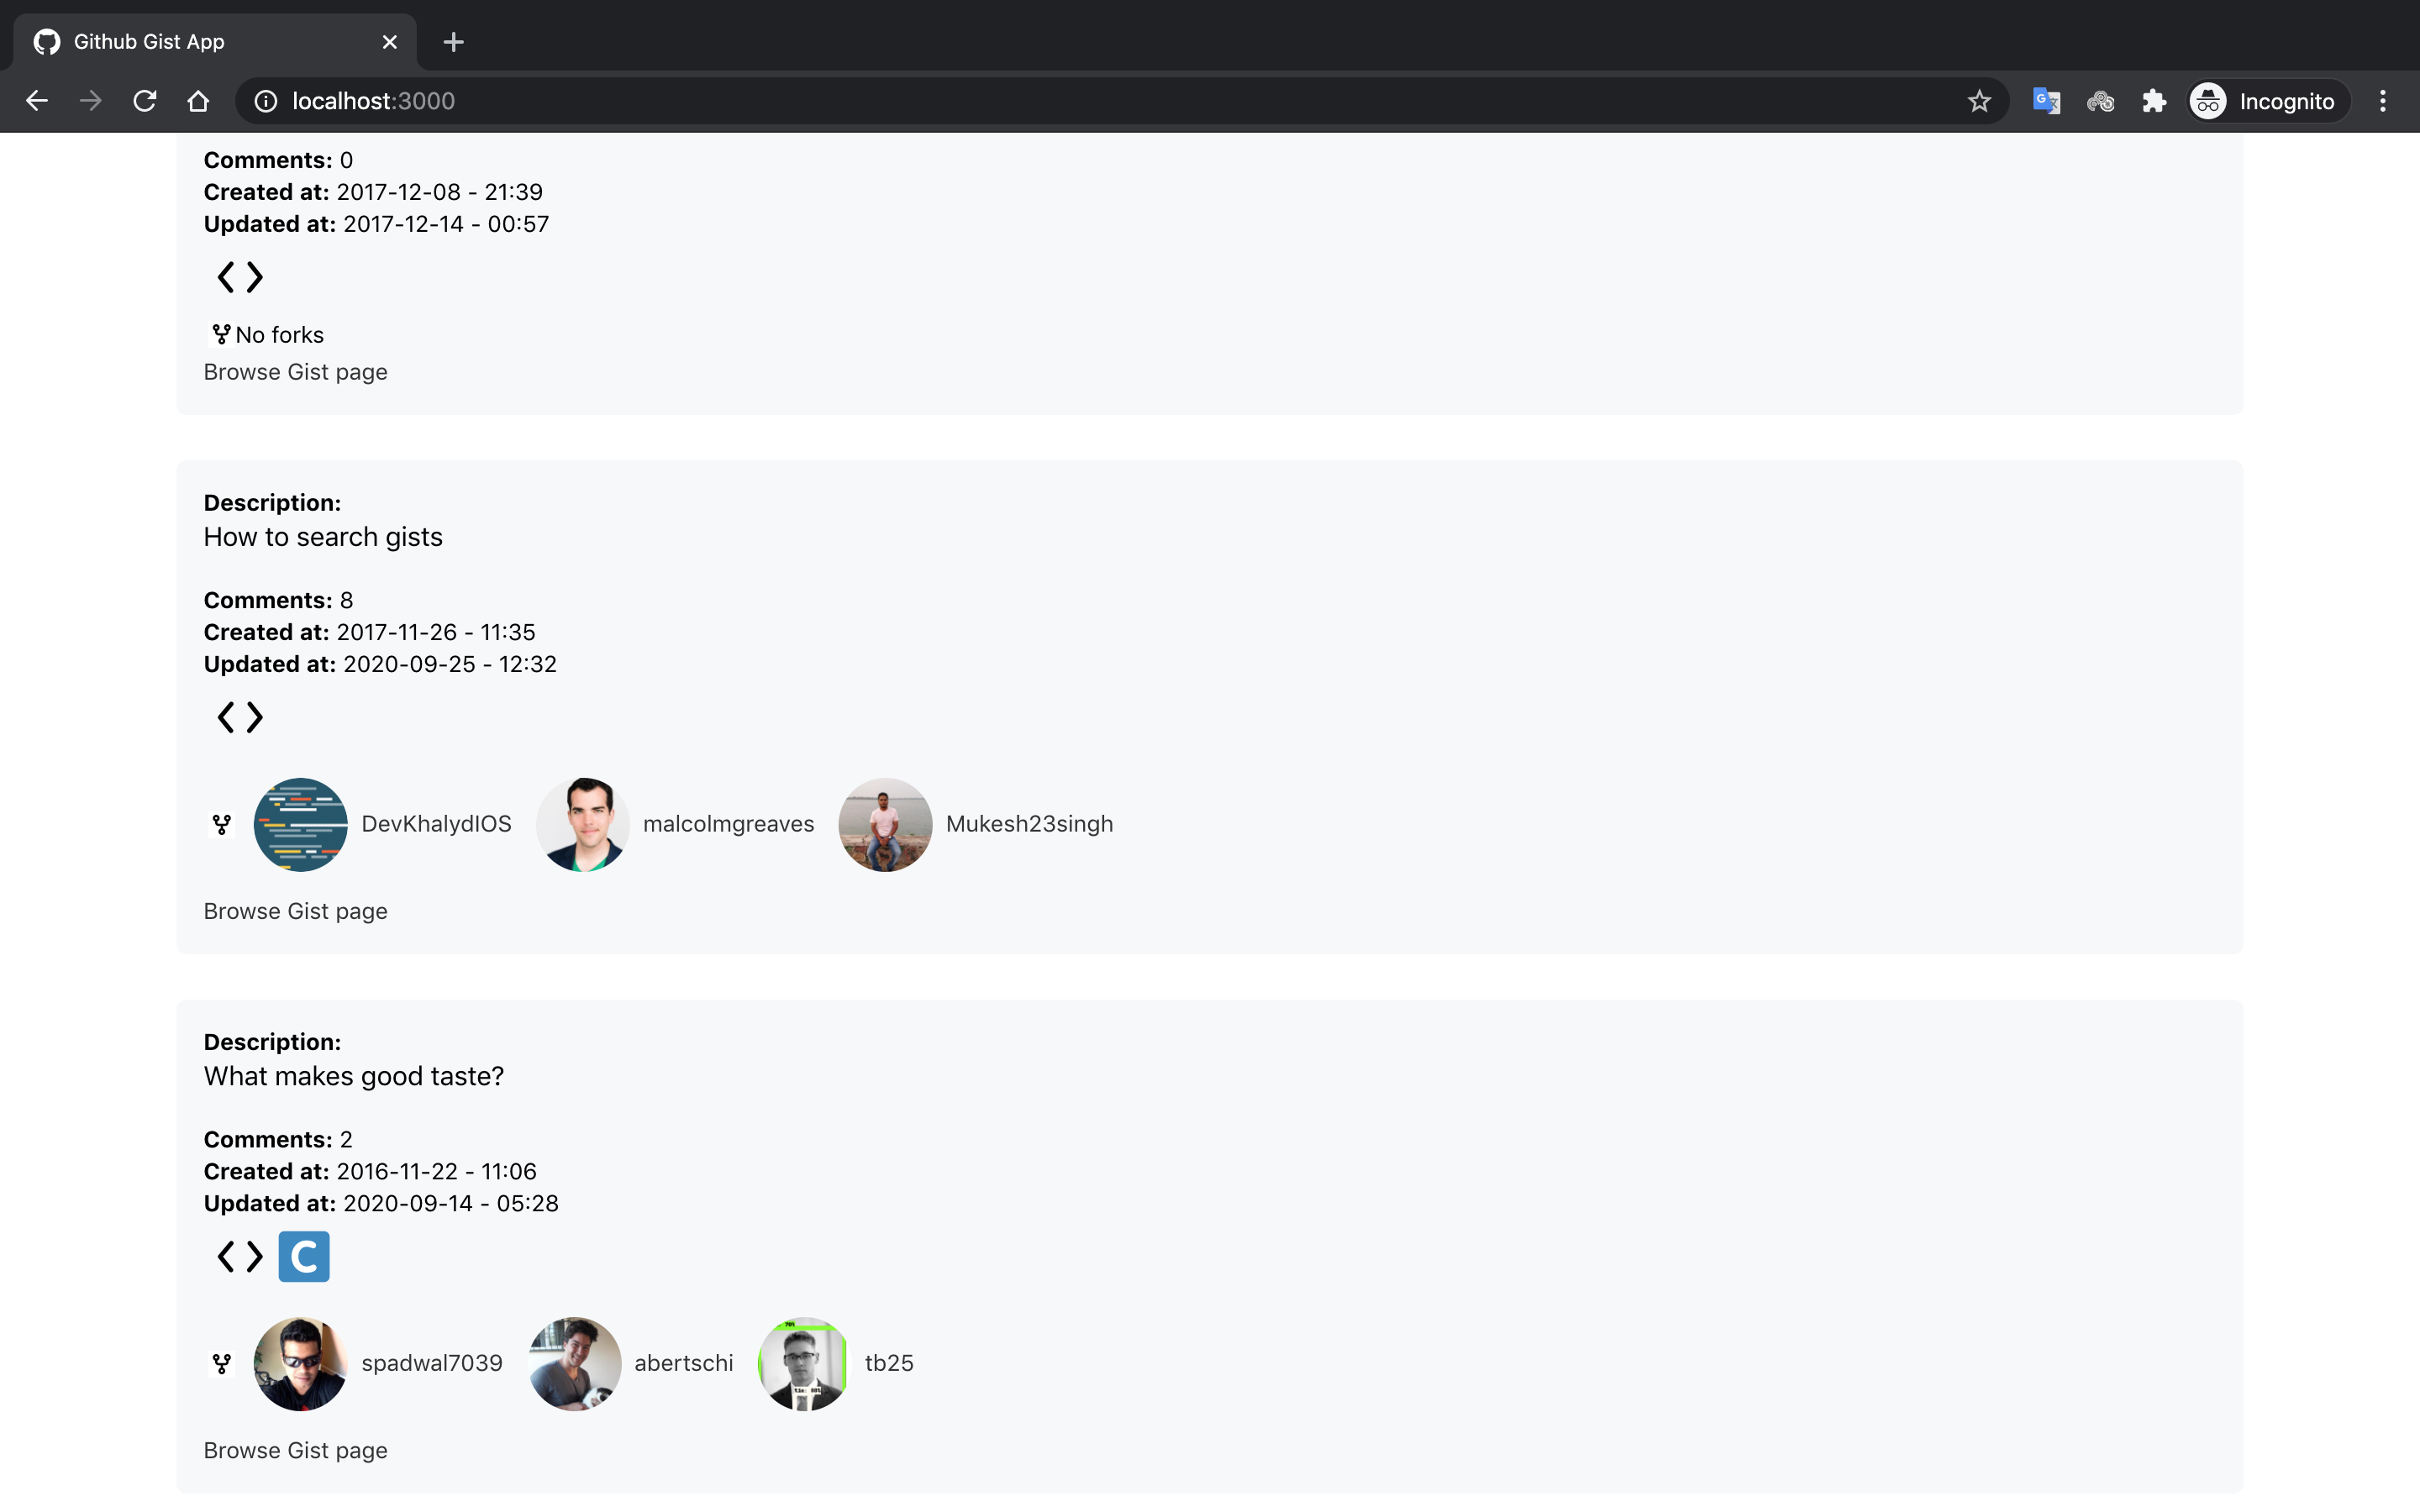 Github Gist App
localhost:3000
Incognito
Comments: 0
Created at: 2017-12-08 - 21:39
Updated at: 2017-12-14 - 00:57
No forks
Browse Gist page
Description:
How to search gists
Comments: 8
Created at: 2017-11-26 - 11:35
Updated at: 2020-09-25 - 12:32
DevKhalydIOS malcolmgreaves Mukesh23singh
Browse Gist page
Description:
What makes good taste?
Comments: 2
Created at: 2016-11-22 - 11:06
Updated at: 2020-09-14 - 05:28
C
spadwal7039 abertschi tb25
Browse Gist page